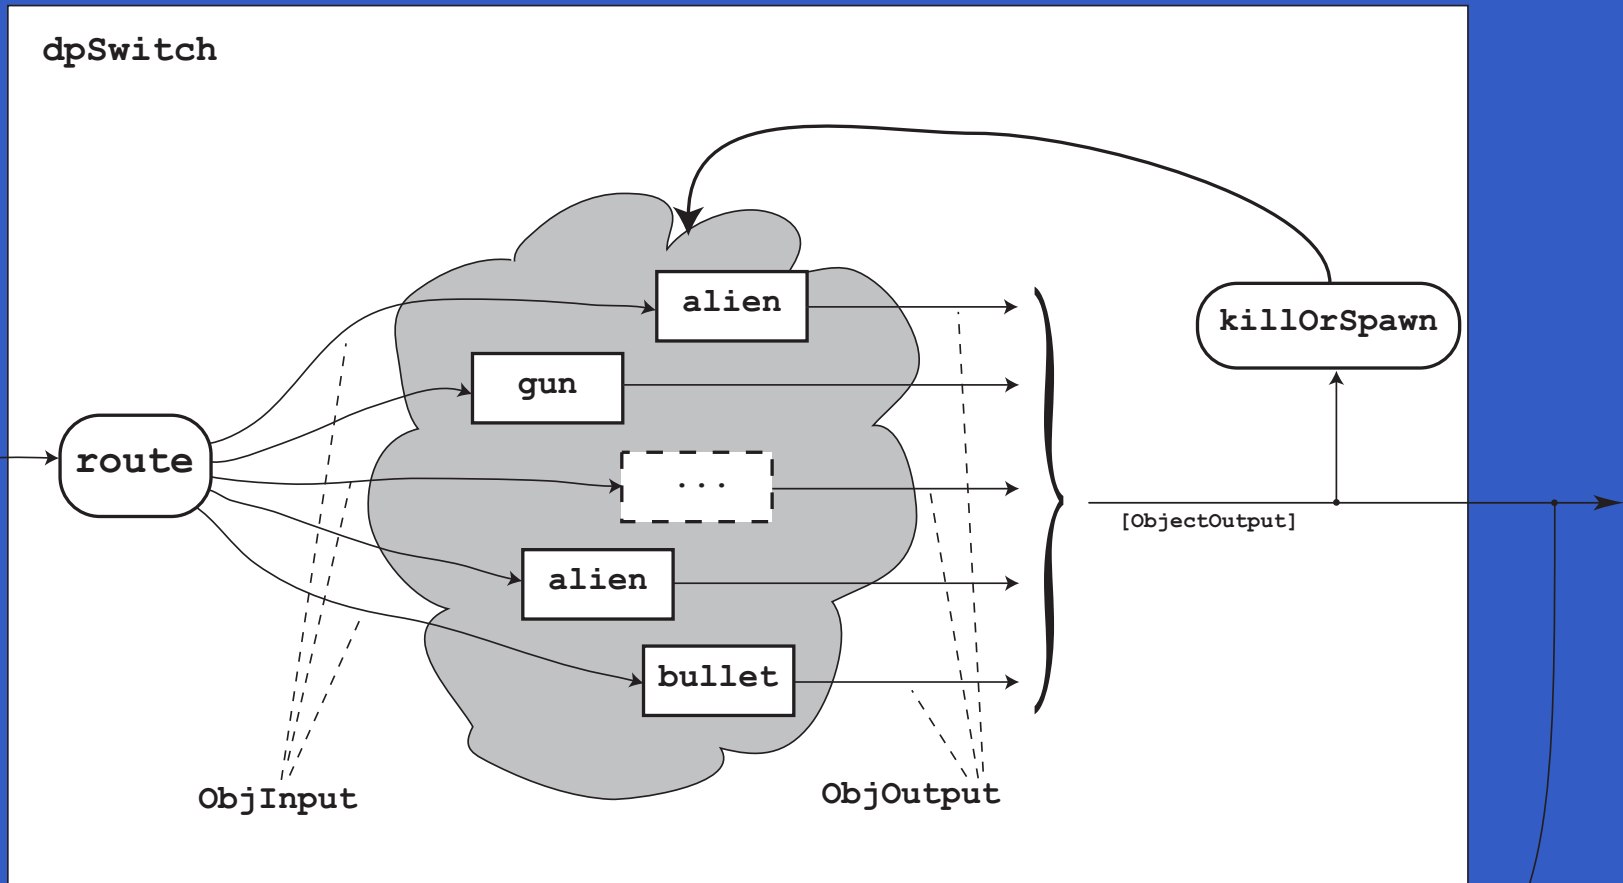 dpSwitch
alien
killOrSpawn
gun
route
...
[ObjectOutput]
alien
bullet
ObjInput
ObjOutput